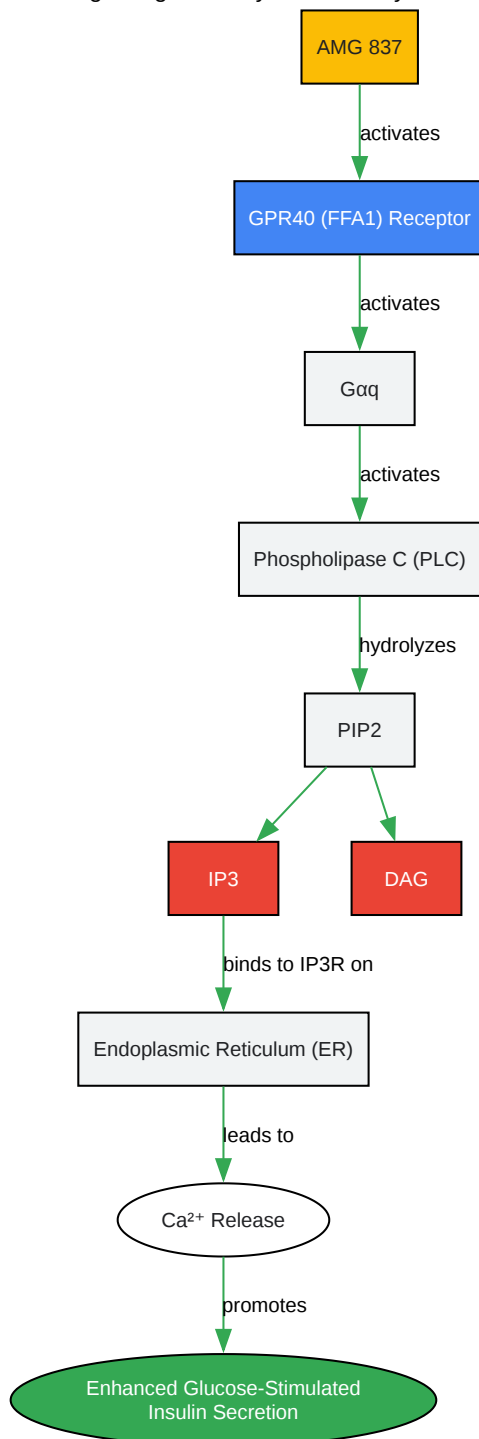 AMG 837
activates
GPR40 (FFA1) Receptor
activates
Gαq
activates
Phospholipase C (PLC)
hydrolyzes
PIP2
IP3
DAG
binds to IP3R on
Endoplasmic Reticulum (ER)
leads to
Ca²⁺ Release
promotes
Enhanced Glucose-Stimulated
Insulin Secretion